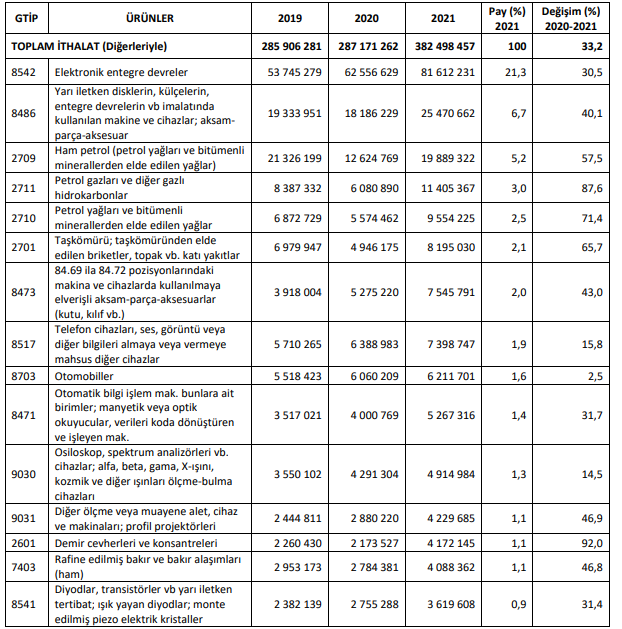 GTİP ÜRÜNLER 2019 2020 2021 Pay (%) 2021 Değişim (%) 2020-2021
TOPLAM İTHALAT (Diğerleriyle) 285 906 281 287 171 262 382 498 457 100 33,2
8542 Elektronik entegre devreler 53 745 279 62 556 629 81 612 231 21,3 30,5
Yarı iletken disklerin, külçelerin,
entegre devrelerin vb imalatında
8486 kullanılan makine ve cihazlar; aksam- 19 333 951 18 186 229 25 470 662 6,7 40,1
parça-aksesuar
2709 Ham petrol (petrol yağları ve bitümenli 21 326 199 12 624 769 19 889 322 5,2 57,5
minerallerden elde edilen yağlar)
2711 Petrol gazları ve diğer gazlı 8 387 332 6 080 890 11 405 367 3,0 87,6
hidrokarbonlar
2710 Petrol yağları ve bitümenli 6 872 729 5 574 462 9 554 225 2,5 71,4
minerallerden elde edilen yağlar
2701 Taşkömürü; taşkömüründen elde 6 979 947 4 946 175 8 195 030 2,1 65,7
edilen briketler, topak vb. katı yakıtlar
84.69 ila 84.72 pozisyonlarındaki
makina ve cihazlarda kullanılmaya
8473 elverişli aksam-parça-aksesuarlar 3 918 004 5 275 220 7 545 791 2,0 43,0
(kutu, kılıf vb.)
Telefon cihazları, ses, görüntü veya
8517 diğer bilgileri almaya veya vermeye 5 710 265 6 388 983 7 398 747 1,9 15,8
mahsus diğer cihazlar
8703 Otomobiller 5 518 423 6 060 209 6 211 701 1,6 2,5
Otomatik bilgi işlem mak. bunlara ait
birimler; manyetik veya optik
8471 okuyucular, verileri koda dönüştüren 3 517 021 4 000 769 5 267 316 1,4 31,7
ve işleyen mak.
Osiloskop, spektrum analizörleri vb.
cihazlar; alfa, beta, gama, X-ışını,
9030 kozmik ve diğer ışınları ölçme-bulma 3 550 102 4 291 304 4 914 984 1,3 14,5
cihazları
9031 Diğer ölçme veya muayene alet, cihaz 2 444 811 2 880 220 4 229 685 1,1 46,9
ve makinaları; profil projektörleri
2601 Demir cevherleri ve konsantreleri 2 260 430 2 173 527 4 172 145 1,1 92,0
7403 Rafine edilmiş bakır ve bakır alaşımları 2 953 173 2 784 381 4 088 362 1,1 46,8
(ham)
Diyodlar, transistörler vb yarı iletken
8541 tertibat; ışık yayan diyodlar; monte 2 382 139 2 755 288 3 619 608 0,9 31,4
edilmiş piezo elektrik kristaller